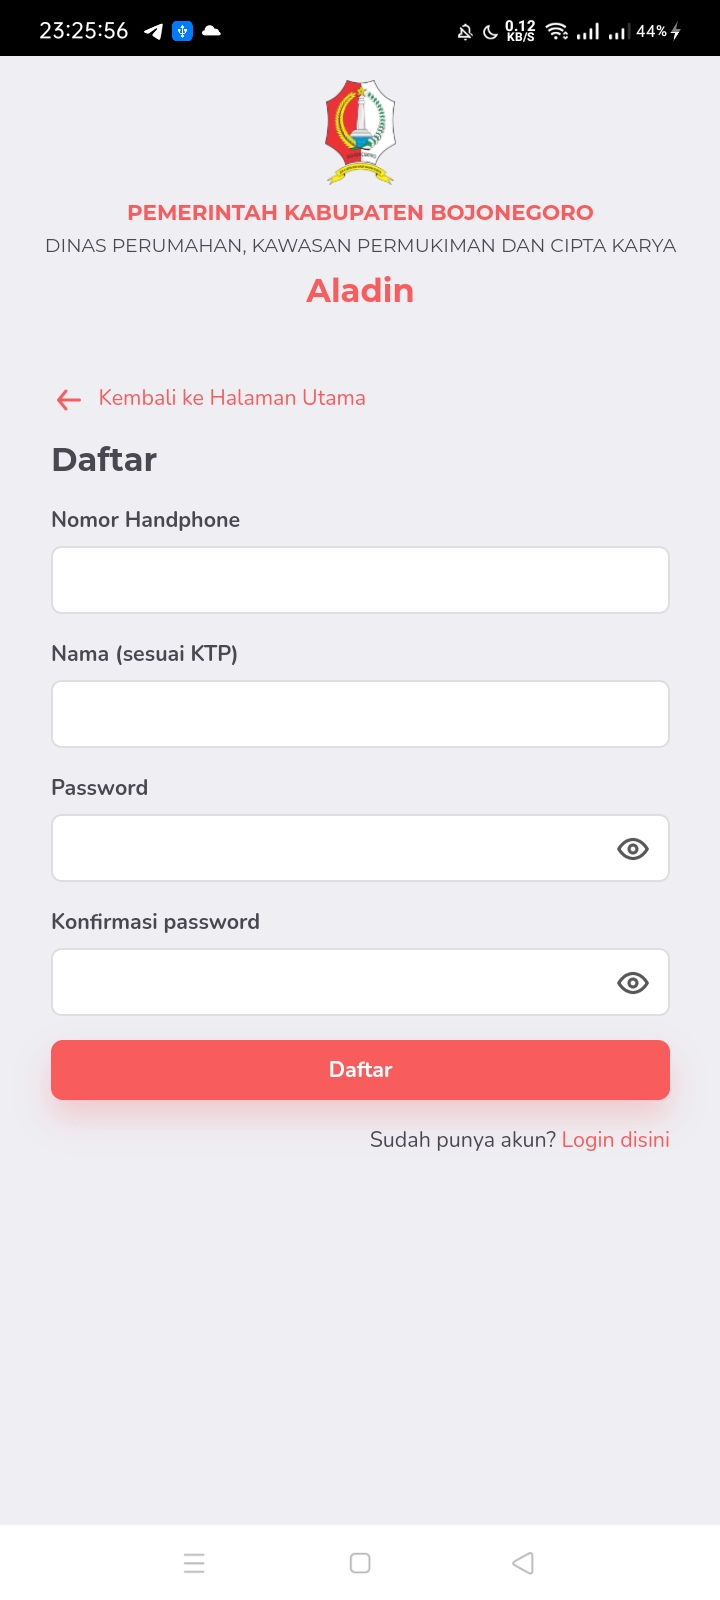 23:25:56
0.12
KB/S
44%
PEMERINTAH KABUPATEN BOJONEGORO
DINAS PERUMAHAN, KAWASAN PERMUKIMAN DAN CIPTA KARYA
Aladin
Kembali ke Halaman Utama
Daftar
Nomor Handphone
Nama (sesuai KTP)
Password
Konfirmasi password
Daftar
Sudah punya akun? Login disini